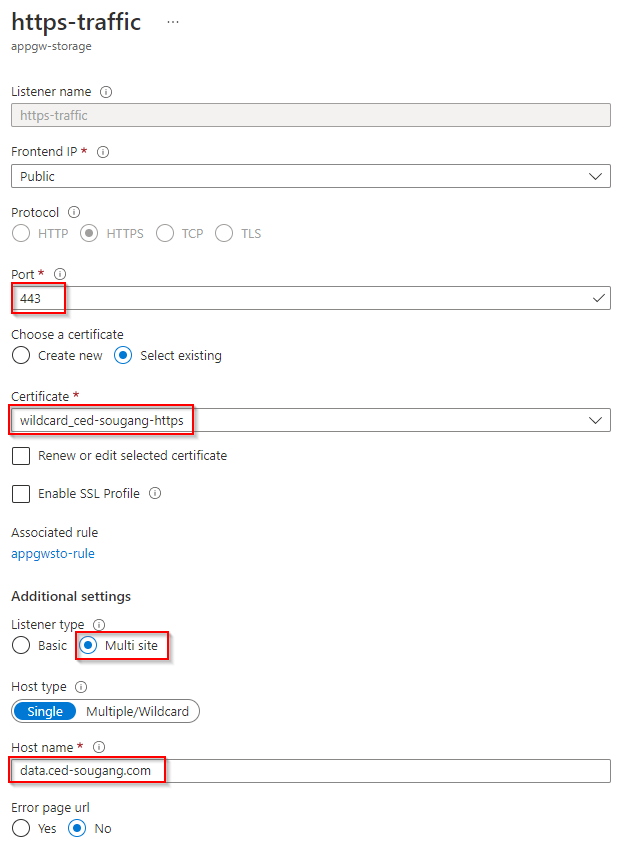 https-traffic ...
appgw-storage
Listener name
https-traffic
Frontend IP *
Public
Protocol
HTTP HTTPS TCP TLS
Port *
443
Choose a certificate
Create new Select existing
Certificate *
wildcard_ced-sougang-https
Renew or edit selected certificate
Enable SSL Profile
Associated rule
appgwsto-rule
Additional settings
Listener type
Basic Multi site
Host type
Single Multiple/Wildcard
Host name *
data.ced-sougang.com
Error page url
Yes No